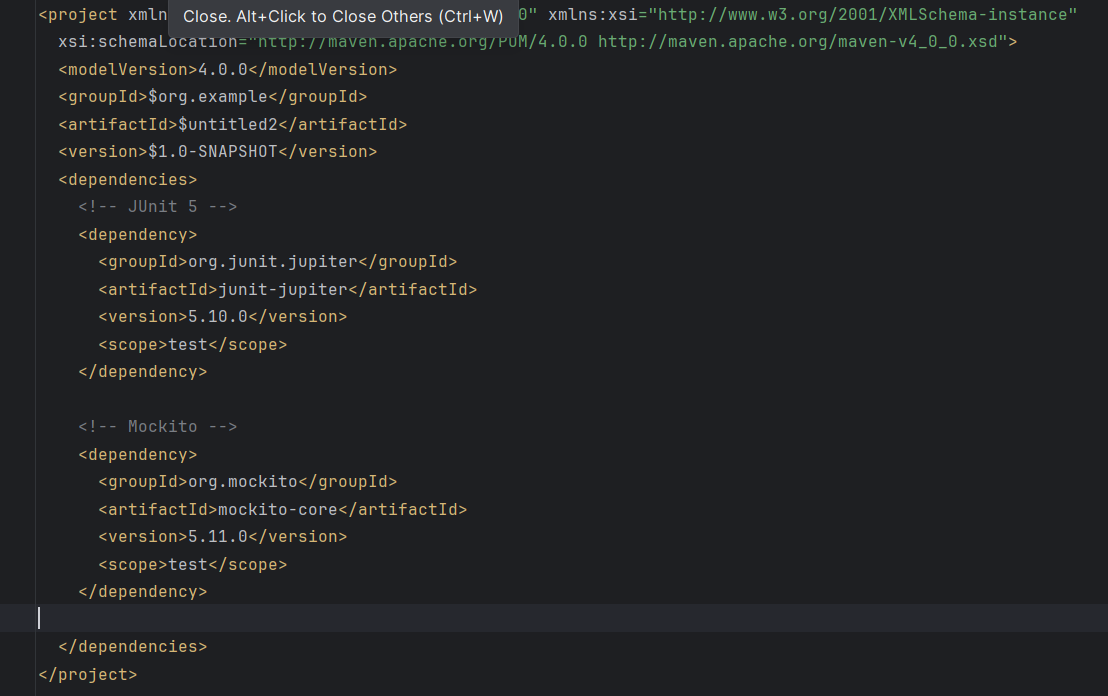 <project xmln Close. Alt+Click to Close Others (Ctrl+W) 0" xmlns:xsi="http://www.w3.org/2001/XMLSchema-instance"
xsi:schemaLocation="http://maven.apache.org/POM/4.0.0 http://maven.apache.org/maven-v4_0_0.xsd">
<modelVersion>4.0.0</modelVersion>
<groupId>$org.example</groupId>
<artifactId>$untitled2</artifactId>
<version>$1.0-SNAPSHOT</version>
<dependencies>
<!-- JUnit 5 -->
<dependency>
<groupId>org.junit.jupiter</groupId>
<artifactId>junit-jupiter</artifactId>
<version>5.10.0</version>
<scope>test</scope>
</dependency>
<!-- Mockito -->
<dependency>
<groupId>org.mockito</groupId>
<artifactId>mockito-core</artifactId>
<version>5.11.0</version>
<scope>test</scope>
</dependency>
</dependencies>
</project>